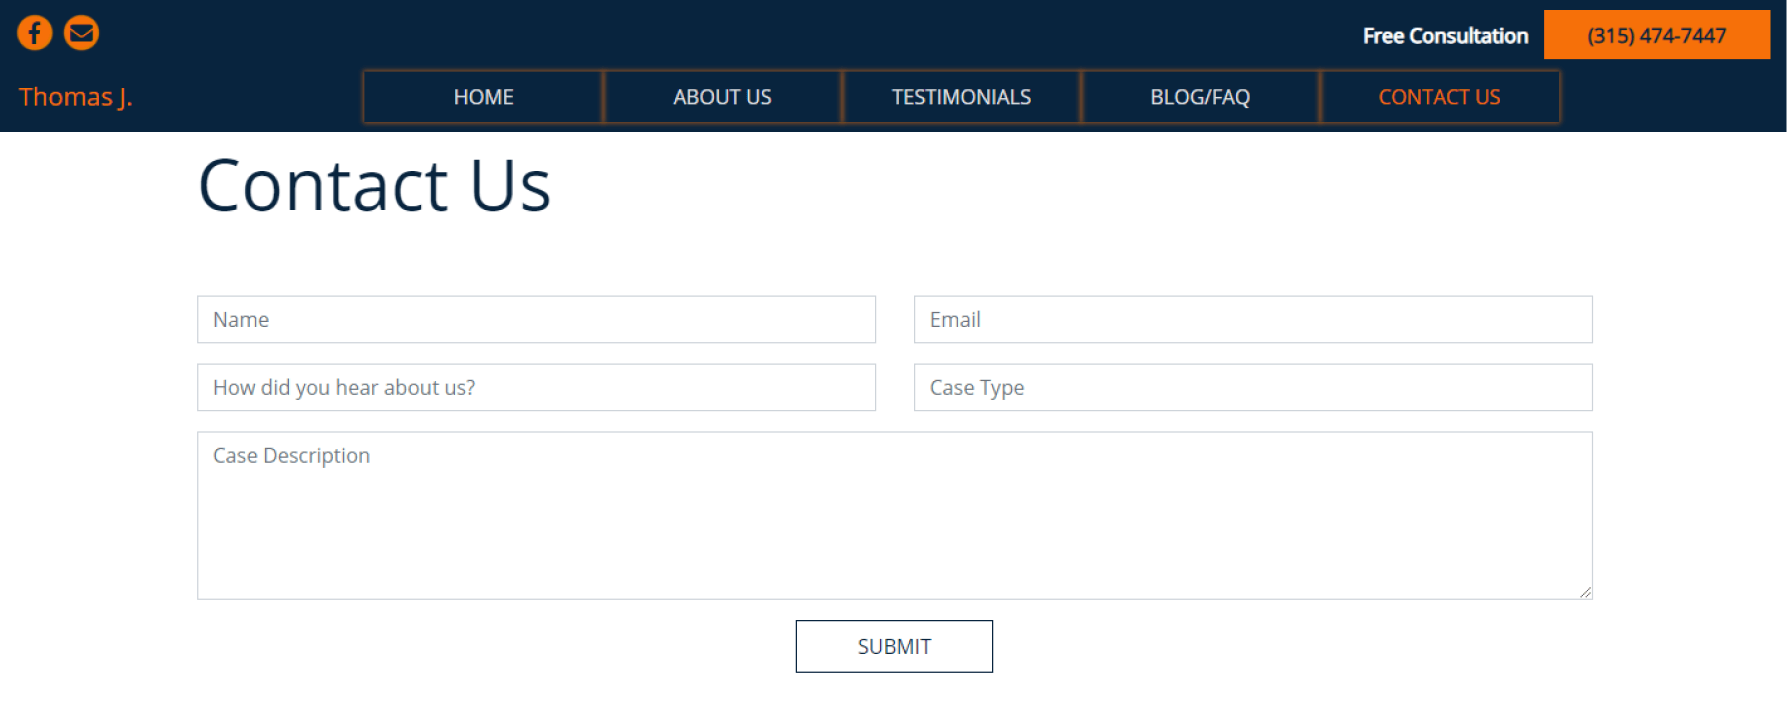 Free Consultation (315) 474-7447
Thomas J. HOME ABOUT US TESTIMONIALS BLOG/FAQ CONTACT US
Contact Us
Name Email
How did you hear about us? Case Type
Case Description
SUBMIT